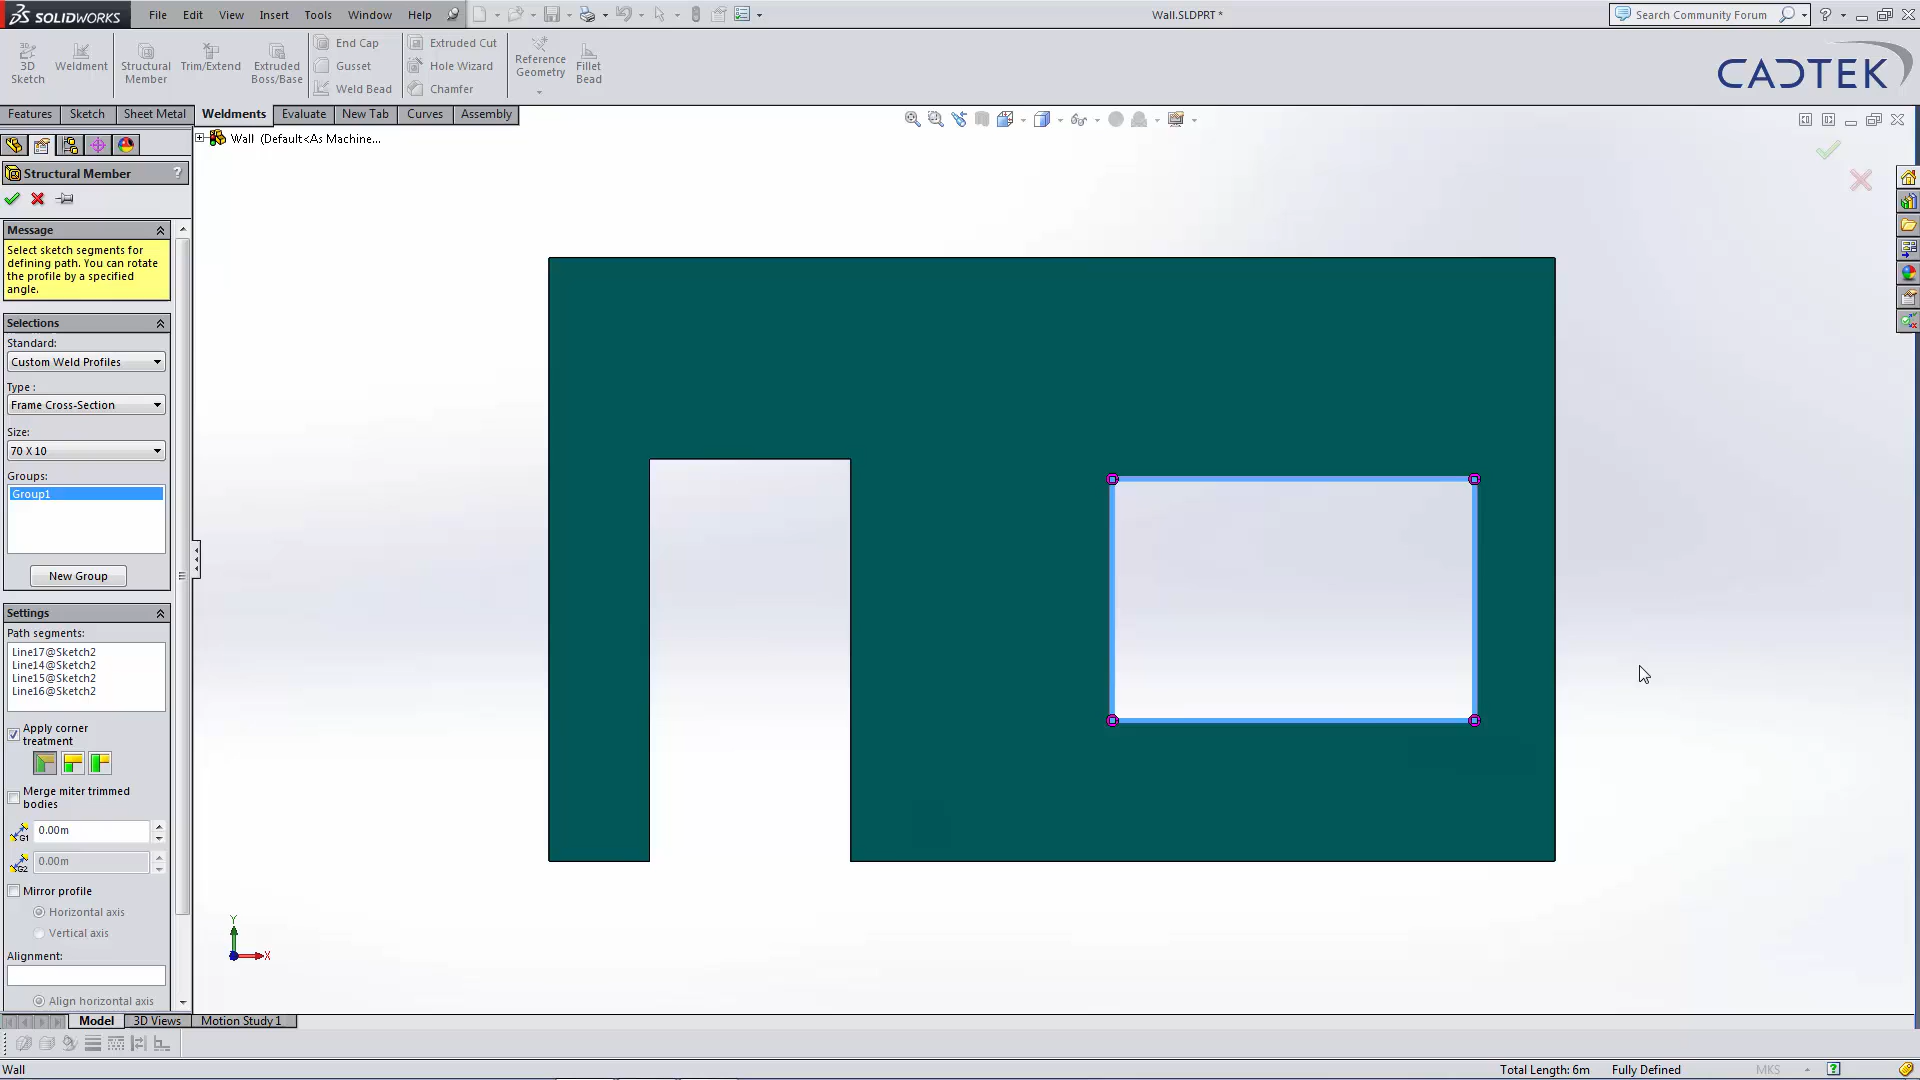 SOLIDWORKS
File Edit View Insert Tools Window Help
Wall.SLDPRT *
Search Community Forum
3D Sketch
Weldment
Structural Member
Trim/Extend
Extruded Boss/Base
End Cap
Gusset
Weld Bead
Extruded Cut
Hole Wizard
Chamfer
Reference Geometry
Fillet Bead
CADTEK
Features Sketch Sheet Metal Weldments Evaluate New Tab Curves Assembly
Wall (Default<As Machine...
Structural Member ?
Message
Select sketch segments for
defining path. You can rotate
the profile by a specified
angle.
Selections
Standard:
Custom Weld Profiles
Type :
Frame Cross-Section
Size:
70 X 10
Groups:
Group1
New Group
Settings
Path segments:
Line17@Sketch2
Line14@Sketch2
Line15@Sketch2
Line16@Sketch2
Apply corner
treatment
Merge miter trimmed
bodies
G1 0.00m
G2 0.00m
Mirror profile
Horizontal axis
Vertical axis
Alignment:
Align horizontal axis
Y
X
Model 3D Views Motion Study 1
Wall
Total Length: 6m Fully Defined MKS